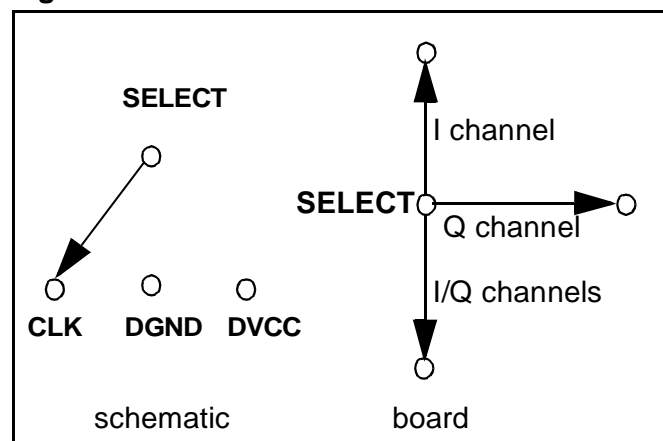 SELECT
I channel
SELECT
Q channel
I/Q channels
CLK DGND DVCC
schematic board